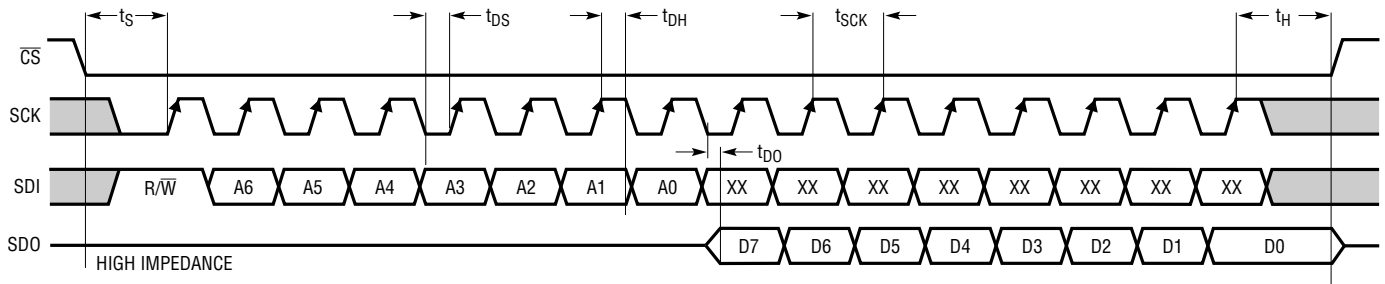 tS tDS tDH tSCK tH
CS
SCK
tDO
SDI R/W A6 A5 A4 A3 A2 A1 A0 XX XX XX XX XX XX XX XX
SDO D7 D6 D5 D4 D3 D2 D1 D0
HIGH IMPEDANCE